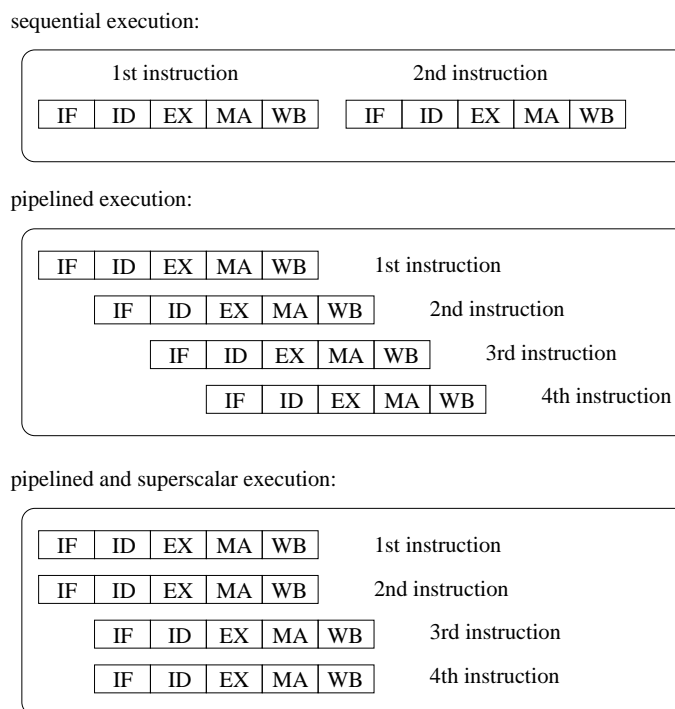 sequential execution:
1st instruction 2nd instruction
IF ID EX MA WB IF ID EX MA WB
pipelined execution:
IF ID EX MA WB 1st instruction
IF ID EX MA WB 2nd instruction
IF ID EX MA WB 3rd instruction
IF ID EX MA WB 4th instruction
pipelined and superscalar execution:
IF ID EX MA WB 1st instruction
IF ID EX MA WB 2nd instruction
IF ID EX MA WB 3rd instruction
IF ID EX MA WB 4th instruction